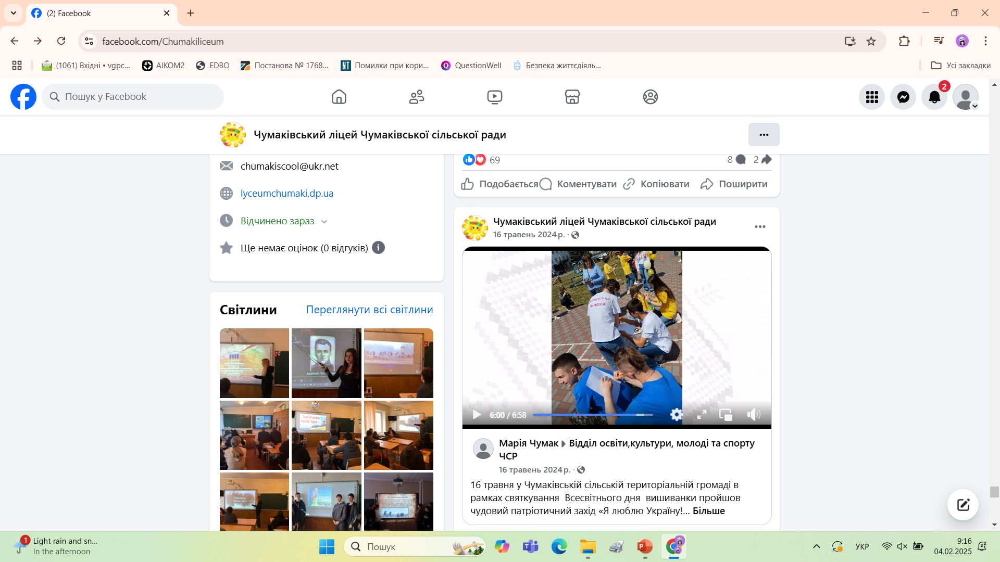 (2) Facebook
facebook.com/Chumakiliceum
(1061) Вхідні • vgpc...
AIKOM2
EDBO
Постанова № 1768...
Помилки при кори...
QuestionWell
Безпека життєдіяль...
Усі закладки
Пошук у Facebook
2
Чумаківський ліцей Чумаківської сільської ради
chumakiscool@ukr.net
lyceumchumaki.dp.ua
Відчинено зараз
Ще немає оцінок (0 відгуків)
Світлини
Переглянути всі світлини
69
8
2
Подобається
Коментувати
Копіювати
Поширити
Чумаківський ліцей Чумаківської сільської ради
16 травень 2024 р. ·
6:00 / 6:58
Марія Чумак ▸ Відділ освіти,культури, молоді та спорту
ЧСР
16 травень 2024 р. ·
16 травня у Чумаківській сільській територіальній громаді в
рамках святкування Всесвітнього дня вишиванки пройшов
чудовий патріотичний захід «Я люблю Україну!... Більше
1
Light rain and sn...
In the afternoon
Пошук
УКР
9:16
04.02.2025